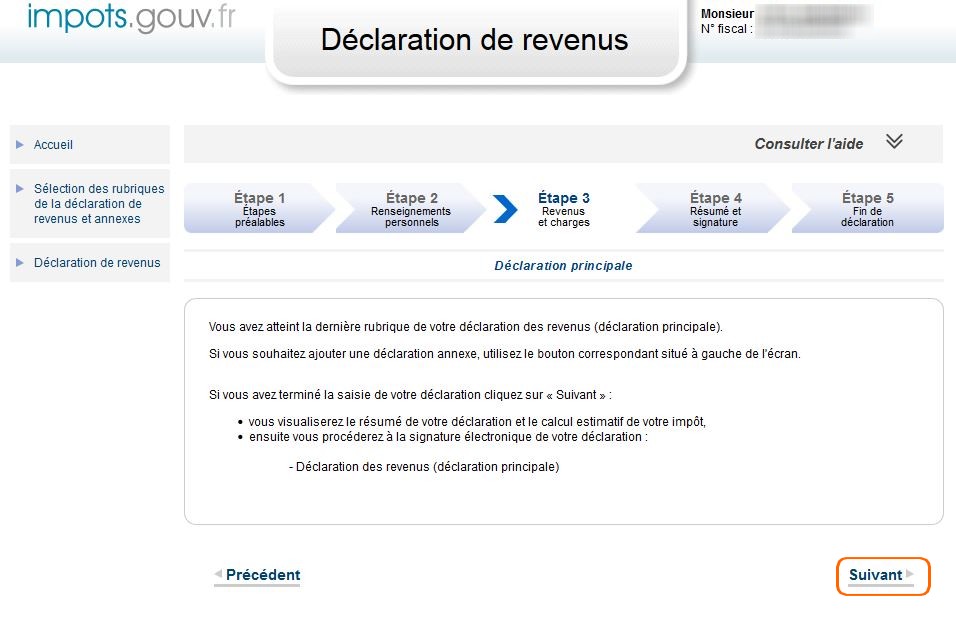 impots.gouv.fr
Déclaration de revenus
Monsieur
N° fiscal :
Accueil
Sélection des rubriques
de la déclaration de
revenus et annexes
Déclaration de revenus
Consulter l'aide
Étape 1
Étapes
préalables
Étape 2
Renseignements
personnels
Étape 3
Revenus
et charges
Étape 4
Résumé et
signature
Étape 5
Fin de
déclaration
Déclaration principale
Vous avez atteint la dernière rubrique de votre déclaration des revenus (déclaration principale).
Si vous souhaitez ajouter une déclaration annexe, utilisez le bouton correspondant situé à gauche de l'écran.
Si vous avez terminé la saisie de votre déclaration cliquez sur « Suivant » :
• vous visualiserez le résumé de votre déclaration et le calcul estimatif de votre impôt,
• ensuite vous procéderez à la signature électronique de votre déclaration :
- Déclaration des revenus (déclaration principale)
Précédent
Suivant